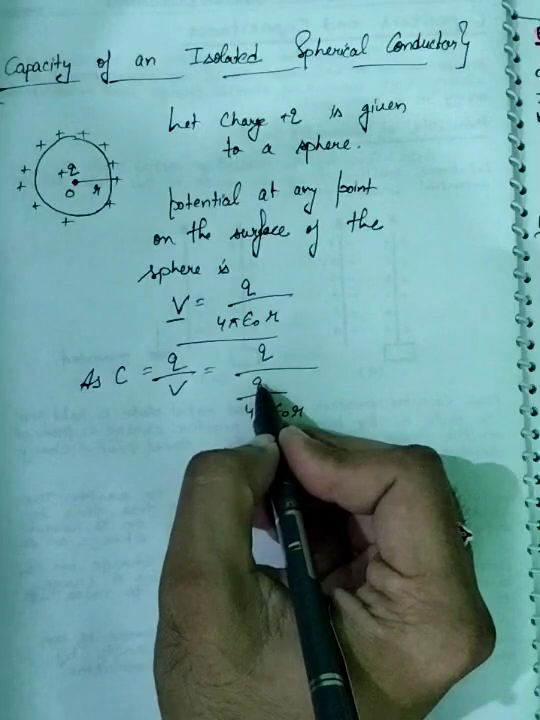 Capacity of an Isolated Spherical Conductor}
Let Charge +q is given
to a sphere.
+q
O r
potential at any point
on the surface of the
sphere is
V = q / 4πε₀r
As C = q / V = q / (q / 4πε₀r)